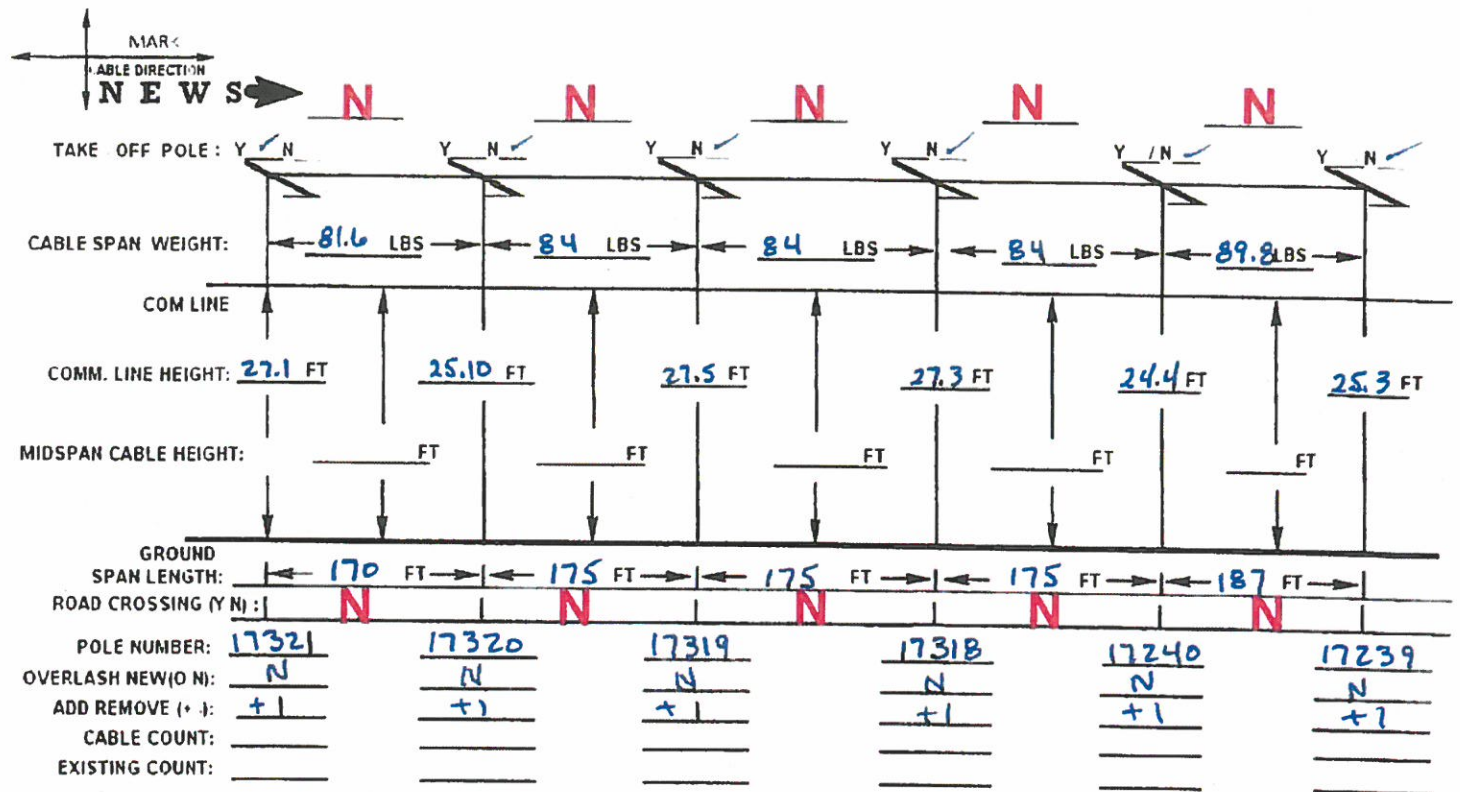 MARK
CABLE DIRECTION
N E W S N N N N N
TAKE OFF POLE: Y ✓ N Y N ✓ Y N ✓ Y N ✓ Y / N ✓ Y N ✓
CABLE SPAN WEIGHT: 81.6 LBS 84 LBS 84 LBS 84 LBS 89.8 LBS
COM LINE
COMM. LINE HEIGHT: 27.1 FT 25.10 FT 27.5 FT 27.3 FT 24.4 FT 25.3 FT
MIDSPAN CABLE HEIGHT: FT FT FT FT FT
GROUND
SPAN LENGTH: 170 FT 175 FT 175 FT 175 FT 187 FT
ROAD CROSSING (Y N) : N N N N N
POLE NUMBER: 17321 17320 17319 17318 17240 17239
OVERLASH NEW(O N): N N N N N N
ADD REMOVE (+ -): +1 +1 +1 +1 +1 +1
CABLE COUNT:
EXISTING COUNT: